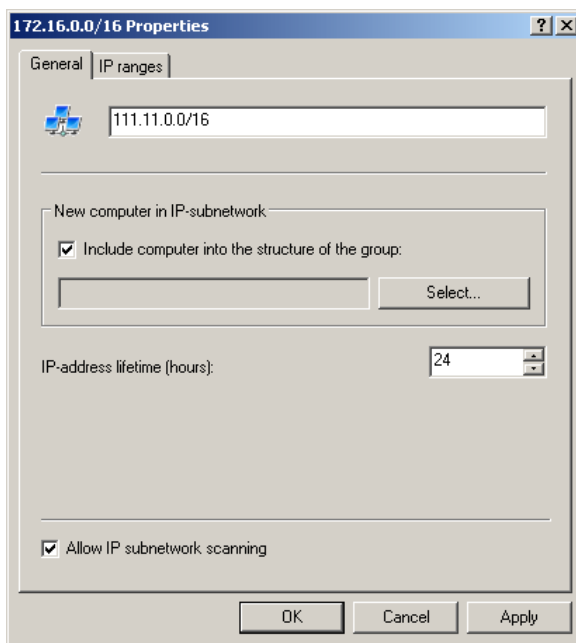 172.16.0.0/16 Properties
General
IP ranges
111.11.0.0/16
New computer in IP-subnetwork
Include computer into the structure of the group:
Select...
IP-address lifetime (hours):
24
Allow IP subnetwork scanning
OK
Cancel
Apply